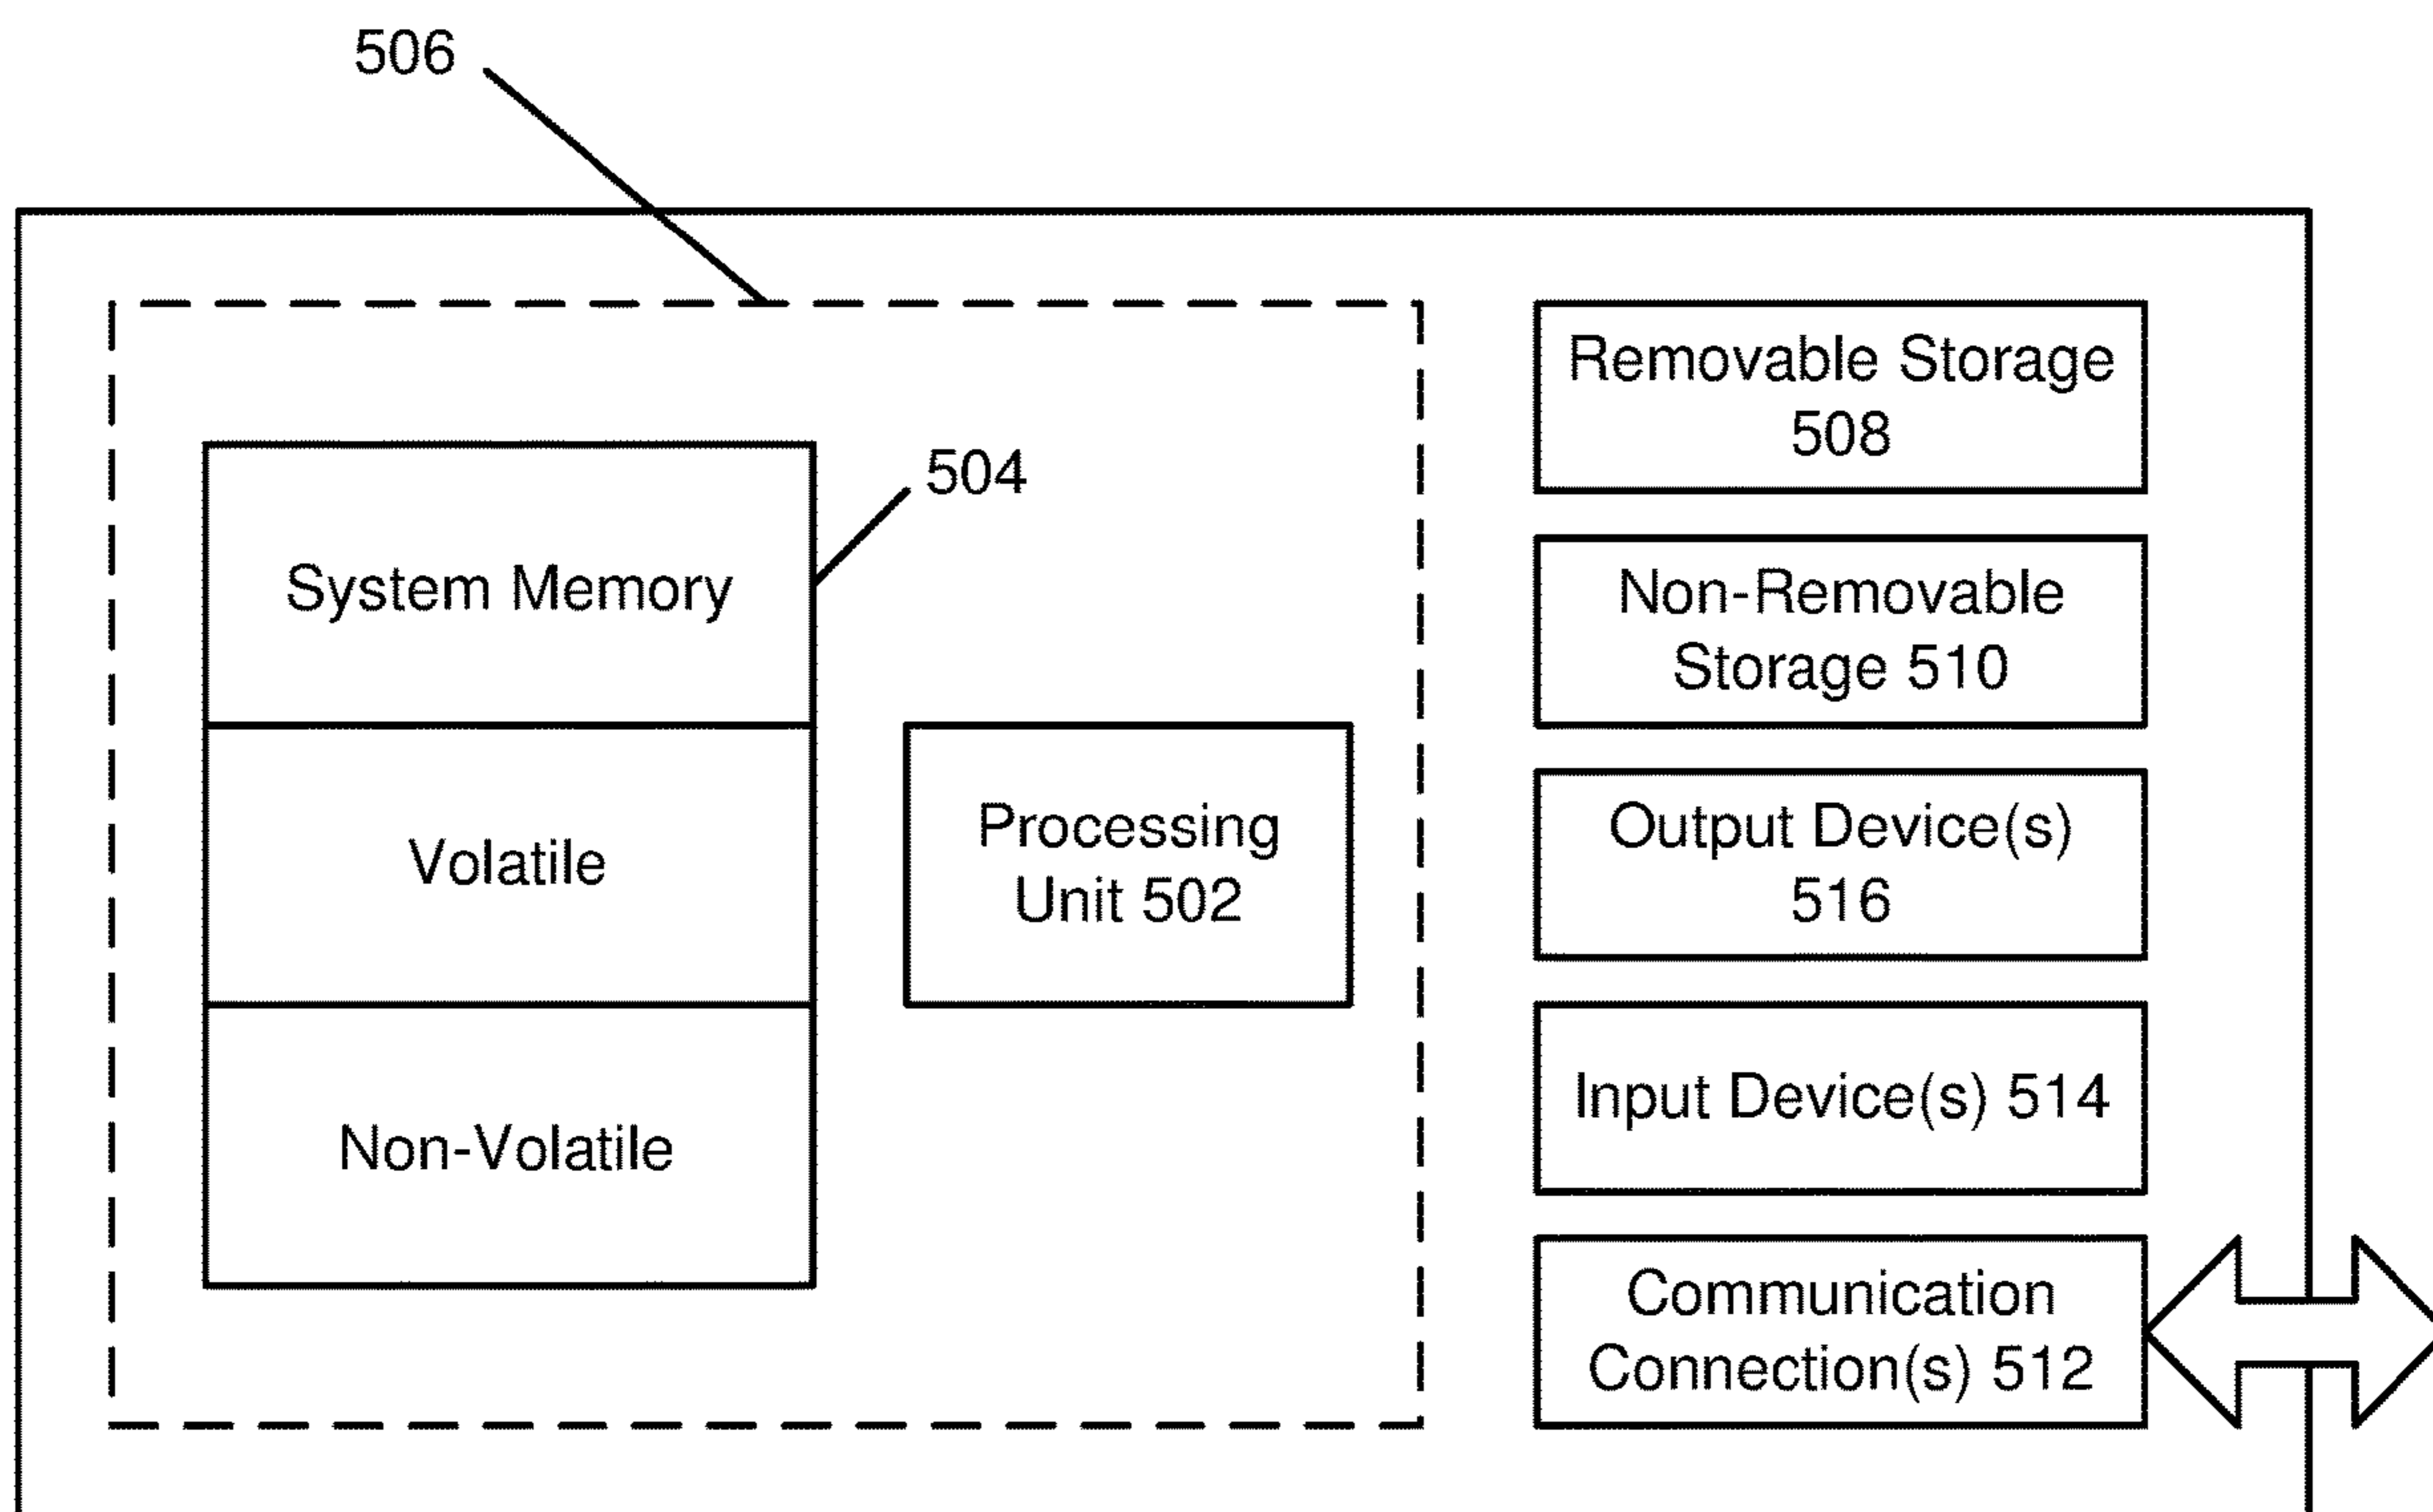 506
504
System Memory
Volatile
Non-Volatile
Processing
Unit 502
Removable Storage
508
Non-Removable
Storage 510
Output Device(s)
516
Input Device(s) 514
Communication
Connection(s) 512